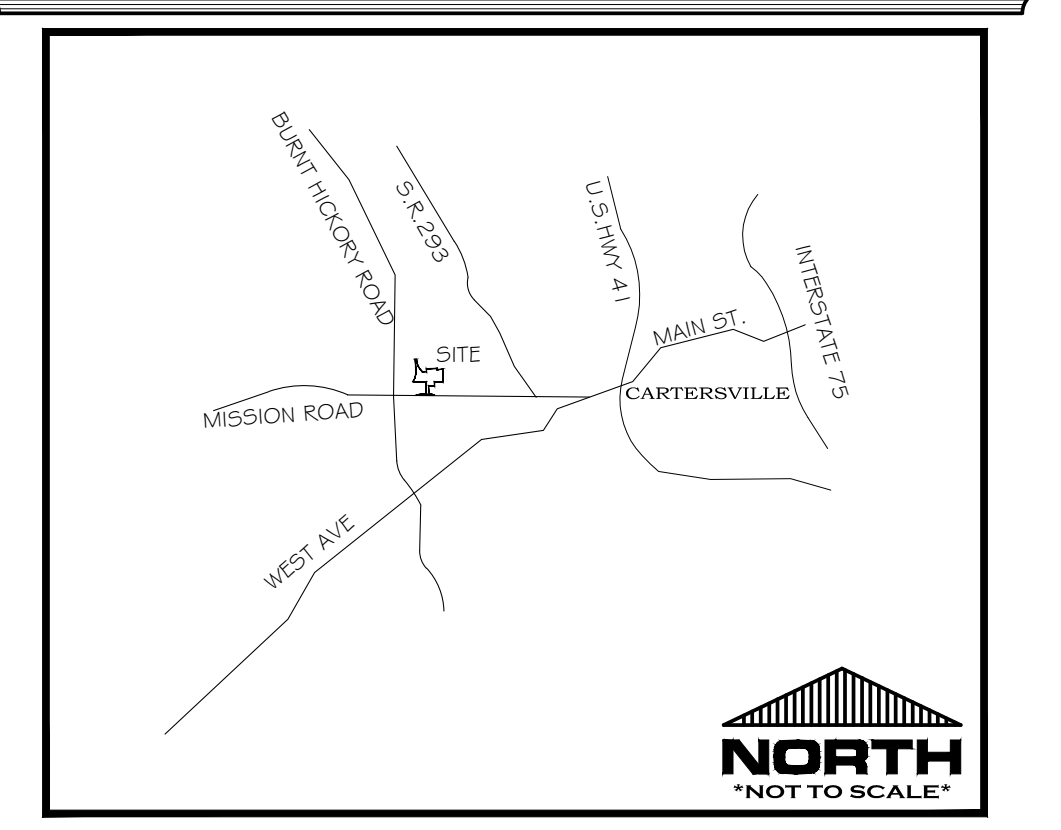 BURNT HICKORY ROAD
S.R.293
U.S.HWY 41
INTERSTATE 75
MAIN ST.
SITE
CARTERSVILLE
MISSION ROAD
WEST AVE
NORTH
*NOT TO SCALE*